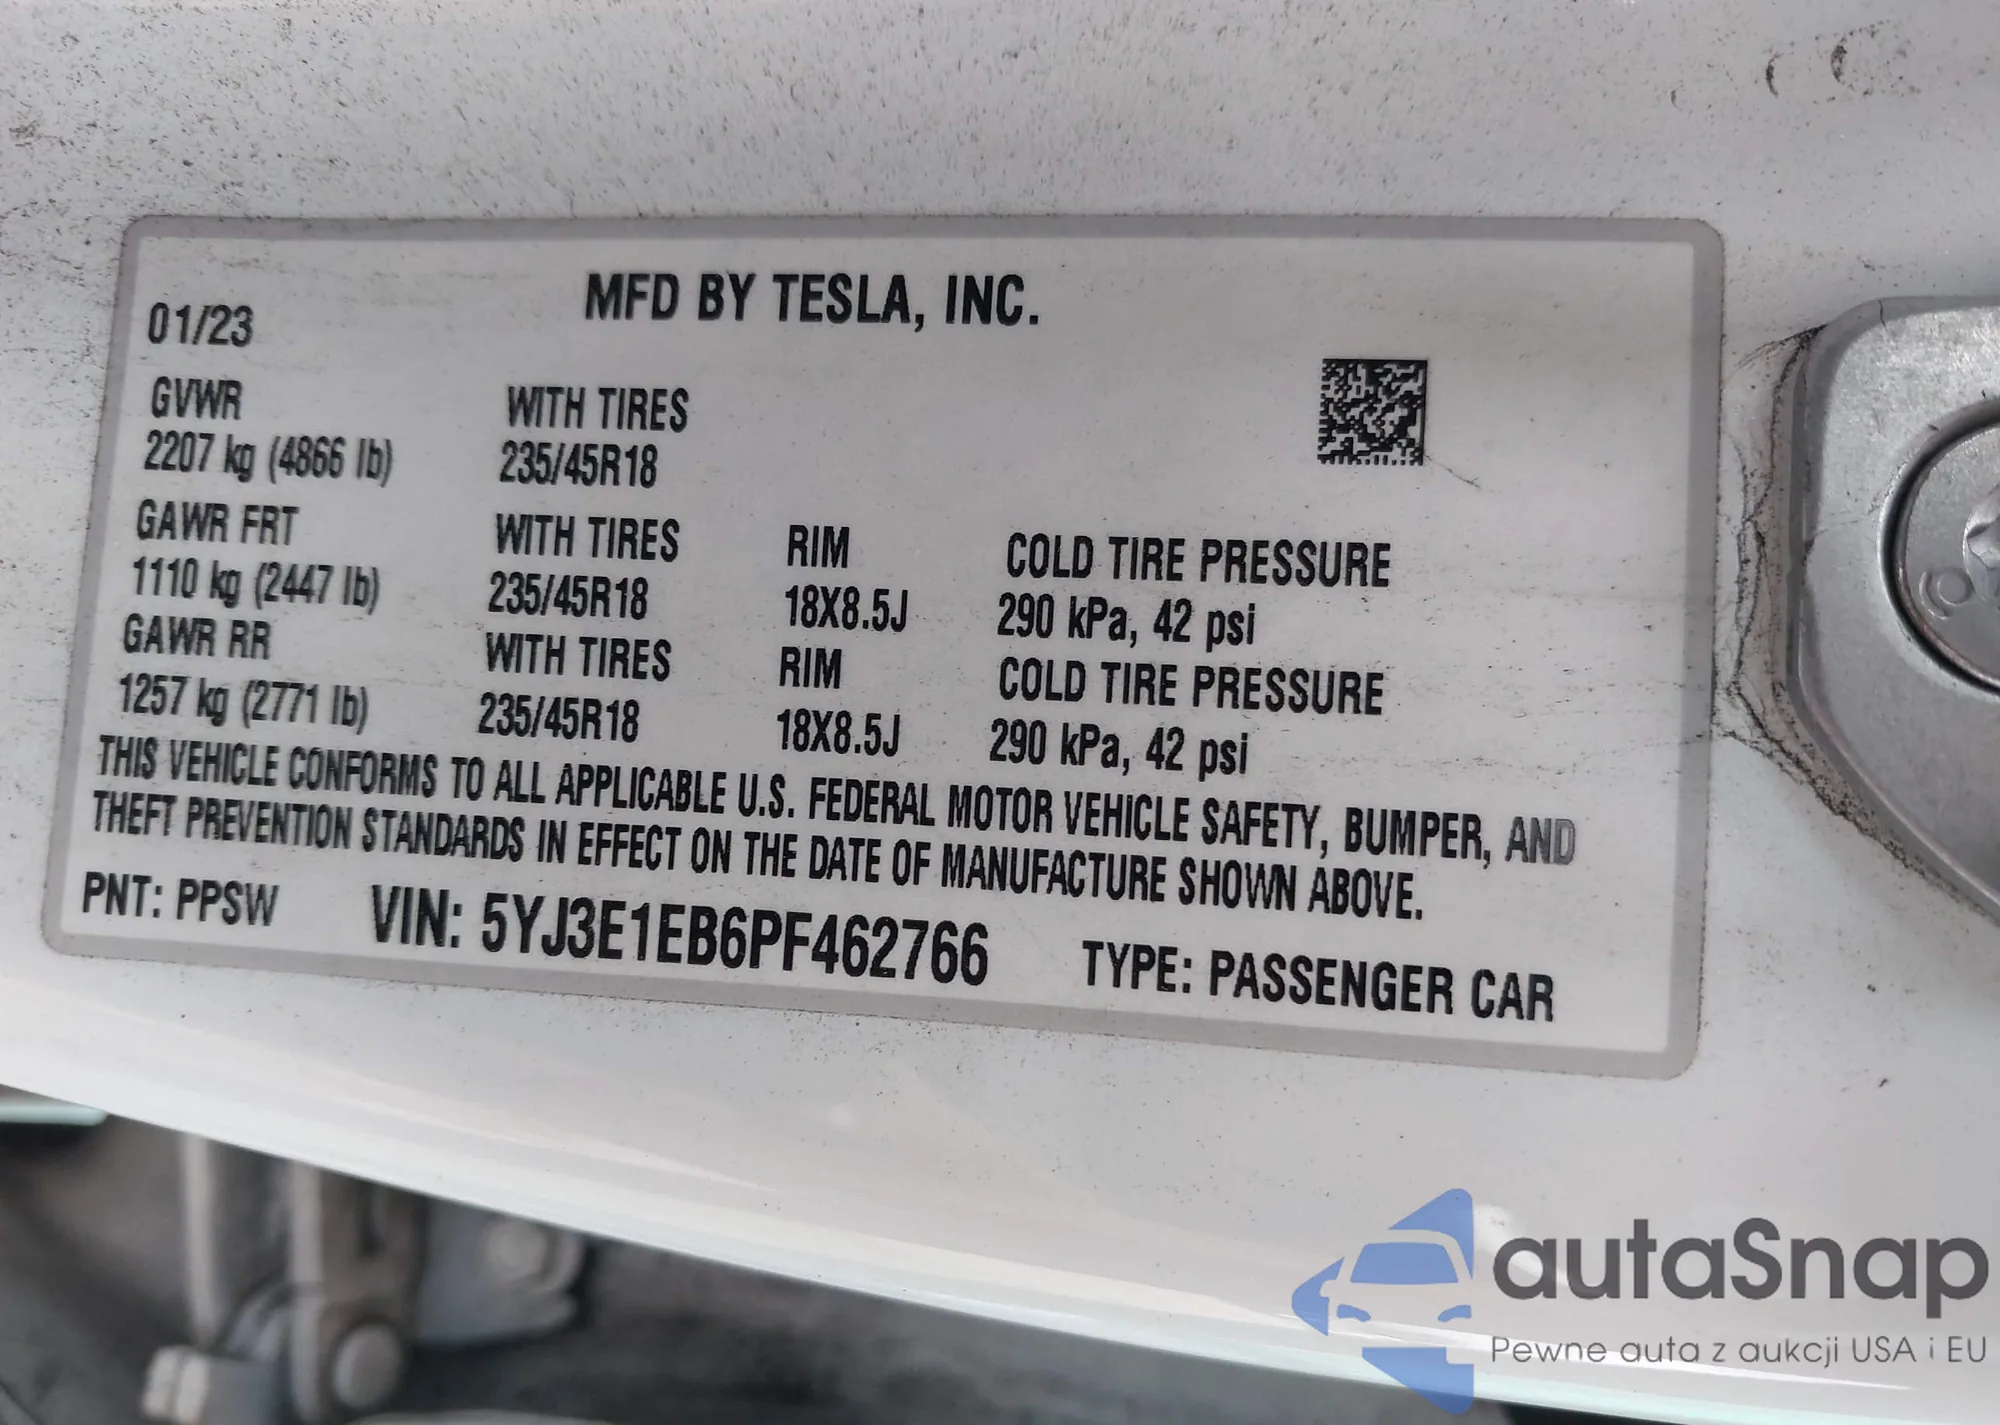 MFD BY TESLA, INC.
01/23
GVWR WITH TIRES
2207 kg (4866 lb) 235/45R18
GAWR FRT WITH TIRES RIM COLD TIRE PRESSURE
1110 kg (2447 lb) 235/45R18 18X8.5J 290 kPa, 42 psi
GAWR RR WITH TIRES RIM COLD TIRE PRESSURE
1257 kg (2771 lb) 235/45R18 18X8.5J 290 kPa, 42 psi
THIS VEHICLE CONFORMS TO ALL APPLICABLE U.S. FEDERAL MOTOR VEHICLE SAFETY, BUMPER, AND
THEFT PREVENTION STANDARDS IN EFFECT ON THE DATE OF MANUFACTURE SHOWN ABOVE.
PNT: PPSW VIN: 5YJ3E1EB6PF462766 TYPE: PASSENGER CAR
autaSnap
Pewne auta z aukcji USA i EU